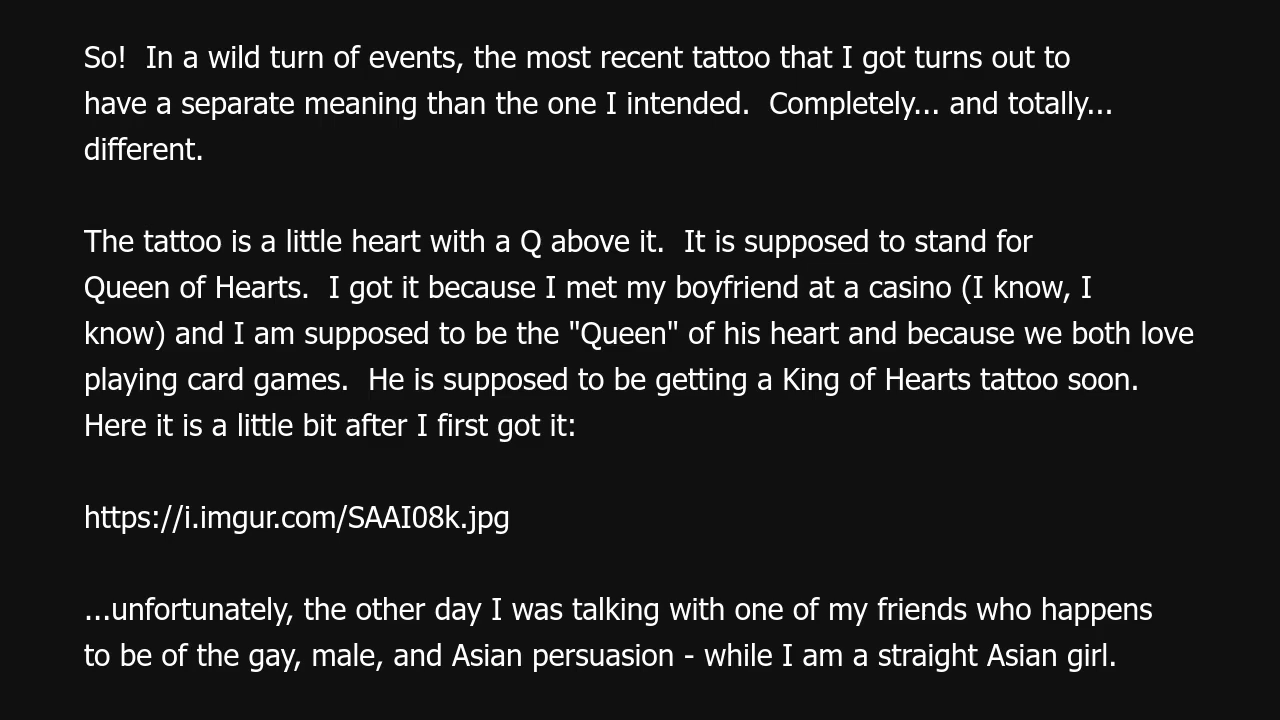 So!  In a wild turn of events, the most recent tattoo that I got turns out to
have a separate meaning than the one I intended.  Completely... and totally...
different.
The tattoo is a little heart with a Q above it.  It is supposed to stand for
Queen of Hearts.  I got it because I met my boyfriend at a casino (I know, I
know) and I am supposed to be the "Queen" of his heart and because we both love
playing card games.  He is supposed to be getting a King of Hearts tattoo soon.
Here it is a little bit after I first got it:
https://i.imgur.com/SAAI08k.jpg
...unfortunately, the other day I was talking with one of my friends who happens
to be of the gay, male, and Asian persuasion - while I am a straight Asian girl.